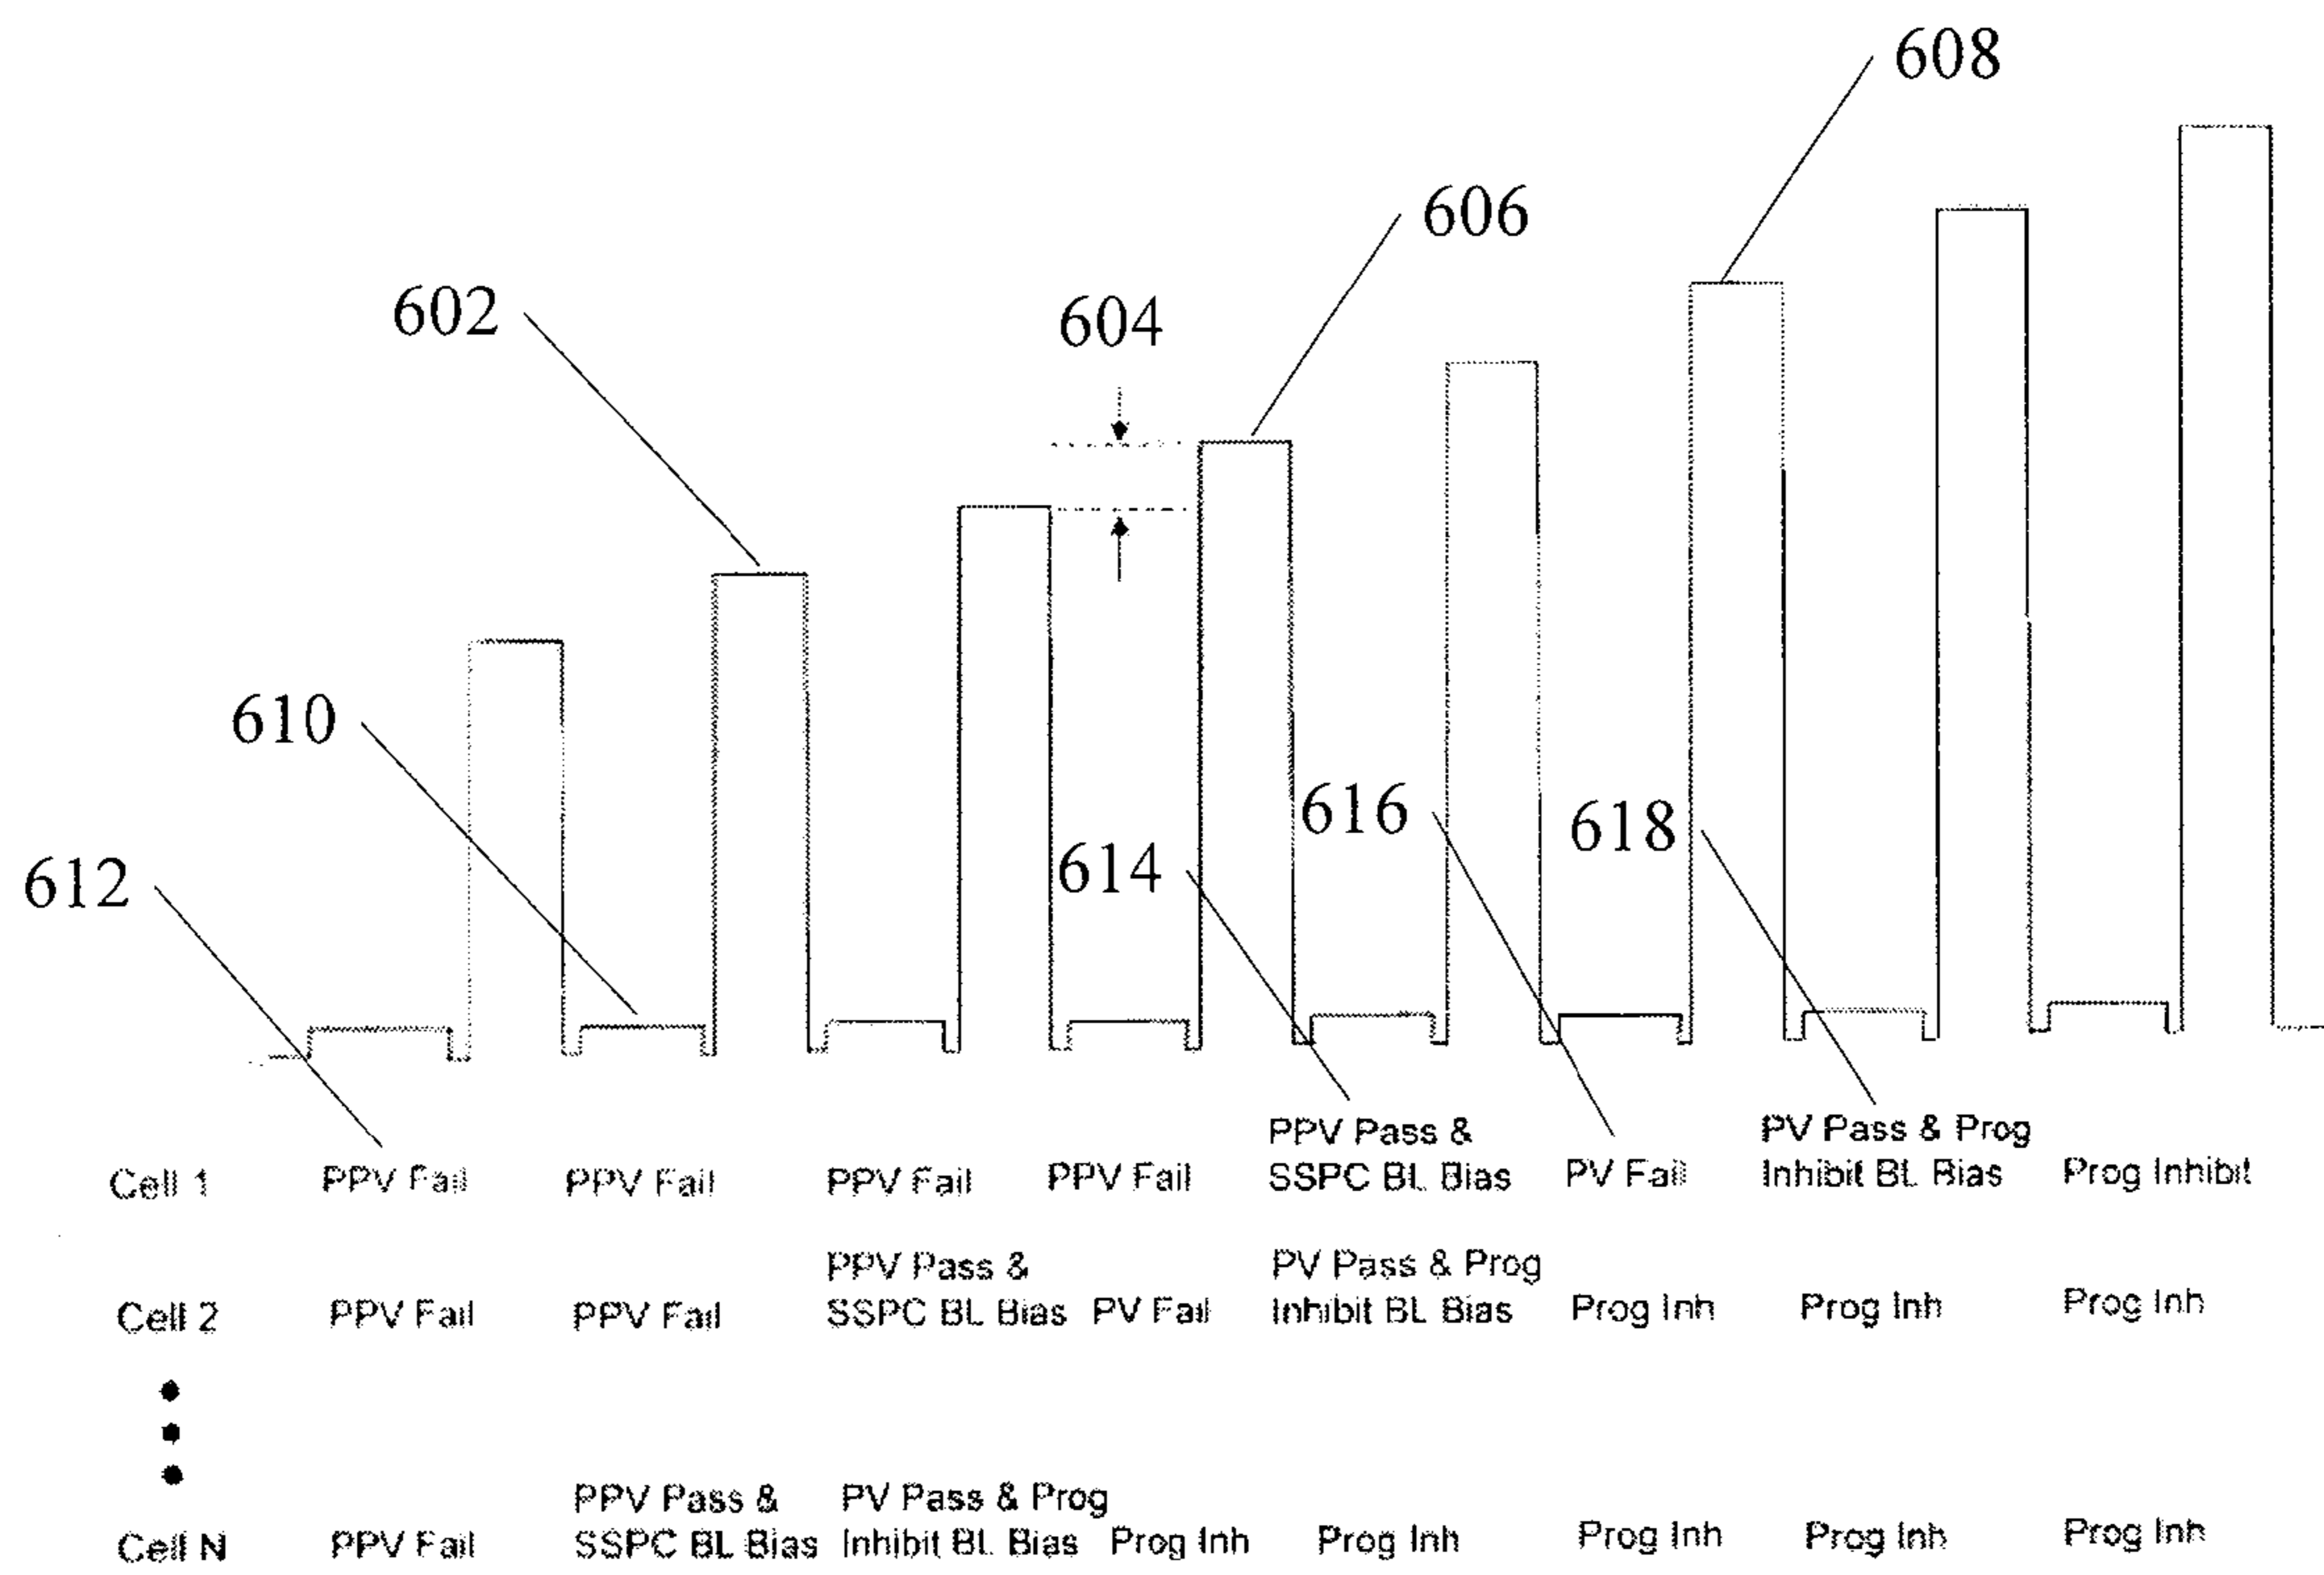 608
606
602
604
610
616
618
614
612
PPV Pass & PV Pass & Prog
Cell 1 PPV Fail PPV Fail PPV Fail PPV Fail SSPC BL Bias PV Fail Inhibit BL Bias Prog Inhibit
PPV Pass & PV Pass & Prog
Cell 2 PPV Fail PPV Fail SSPC BL Bias PV Fail Inhibit BL Bias Prog Inh Prog Inh Prog Inh
PPV Pass & PV Pass & Prog
Cell N PPV Fail SSPC BL Bias Inhibit BL Bias Prog Inh Prog Inh Prog Inh Prog Inh Prog Inh